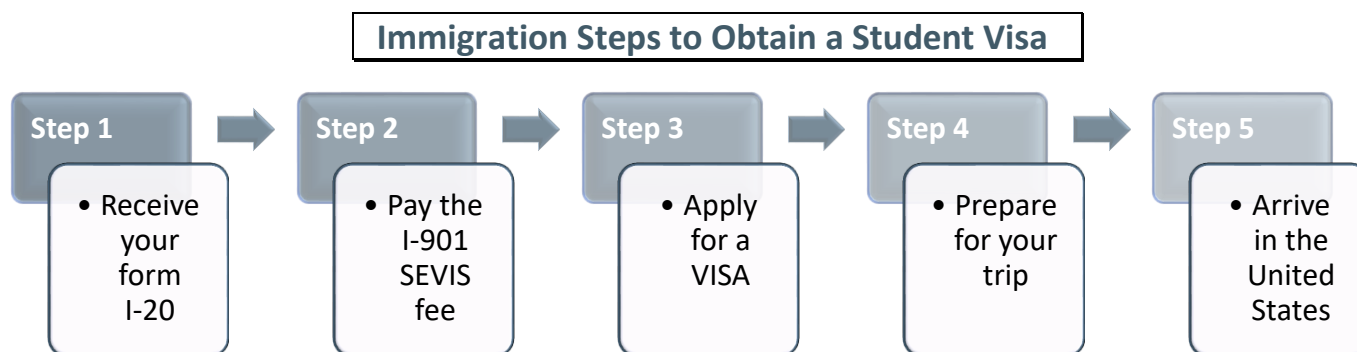 Immigration Steps to Obtain a Student Visa
Step 1
• Receive
your
form
I-20
Step 2
• Pay the
I-901
SEVIS
fee
Step 3
• Apply
for a
VISA
Step 4
• Prepare
for your
trip
Step 5
• Arrive
in the
United
States